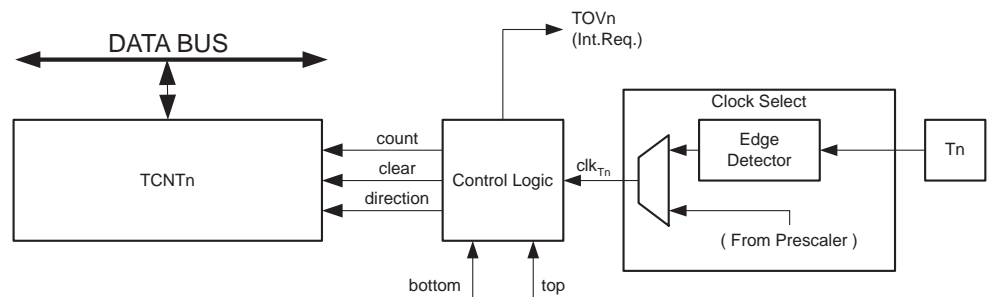 TOVn
(Int.Req.)
DATA BUS
Clock Select
TCNTn
count
clear
direction
Control Logic
clkTn
Edge
Detector
Tn
( From Prescaler )
bottom
top